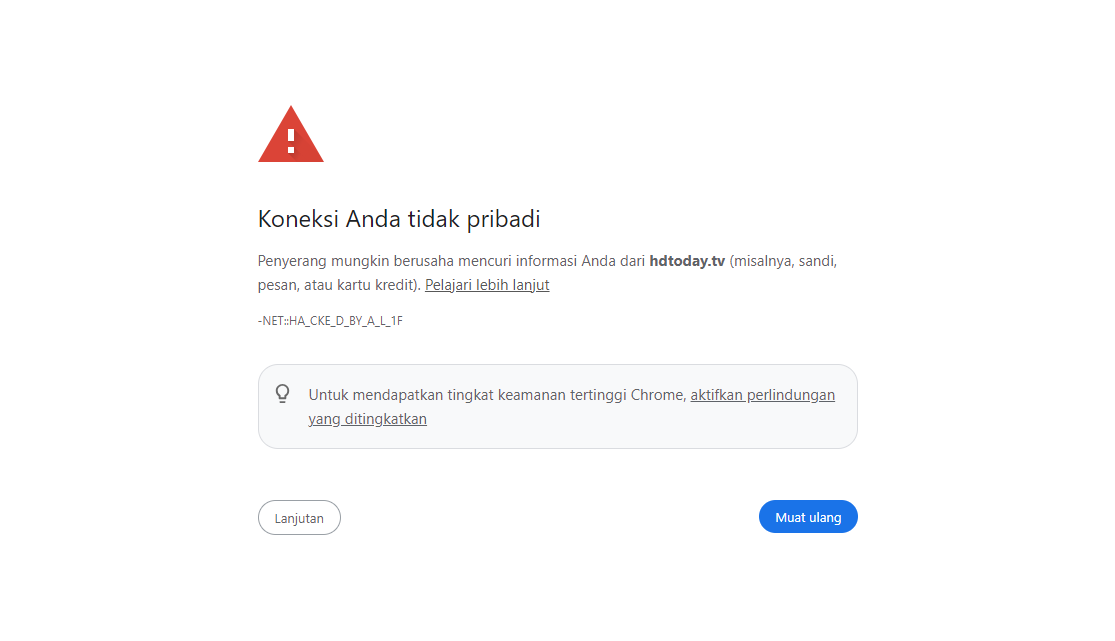 Koneksi Anda tidak pribadi
Penyerang mungkin berusaha mencuri informasi Anda dari hdtoday.tv (misalnya, sandi,
pesan, atau kartu kredit). Pelajari lebih lanjut
-NET::HA_CKE_D_BY_A_L_1F
Untuk mendapatkan tingkat keamanan tertinggi Chrome, aktifkan perlindungan
yang ditingkatkan
Lanjutan
Muat ulang